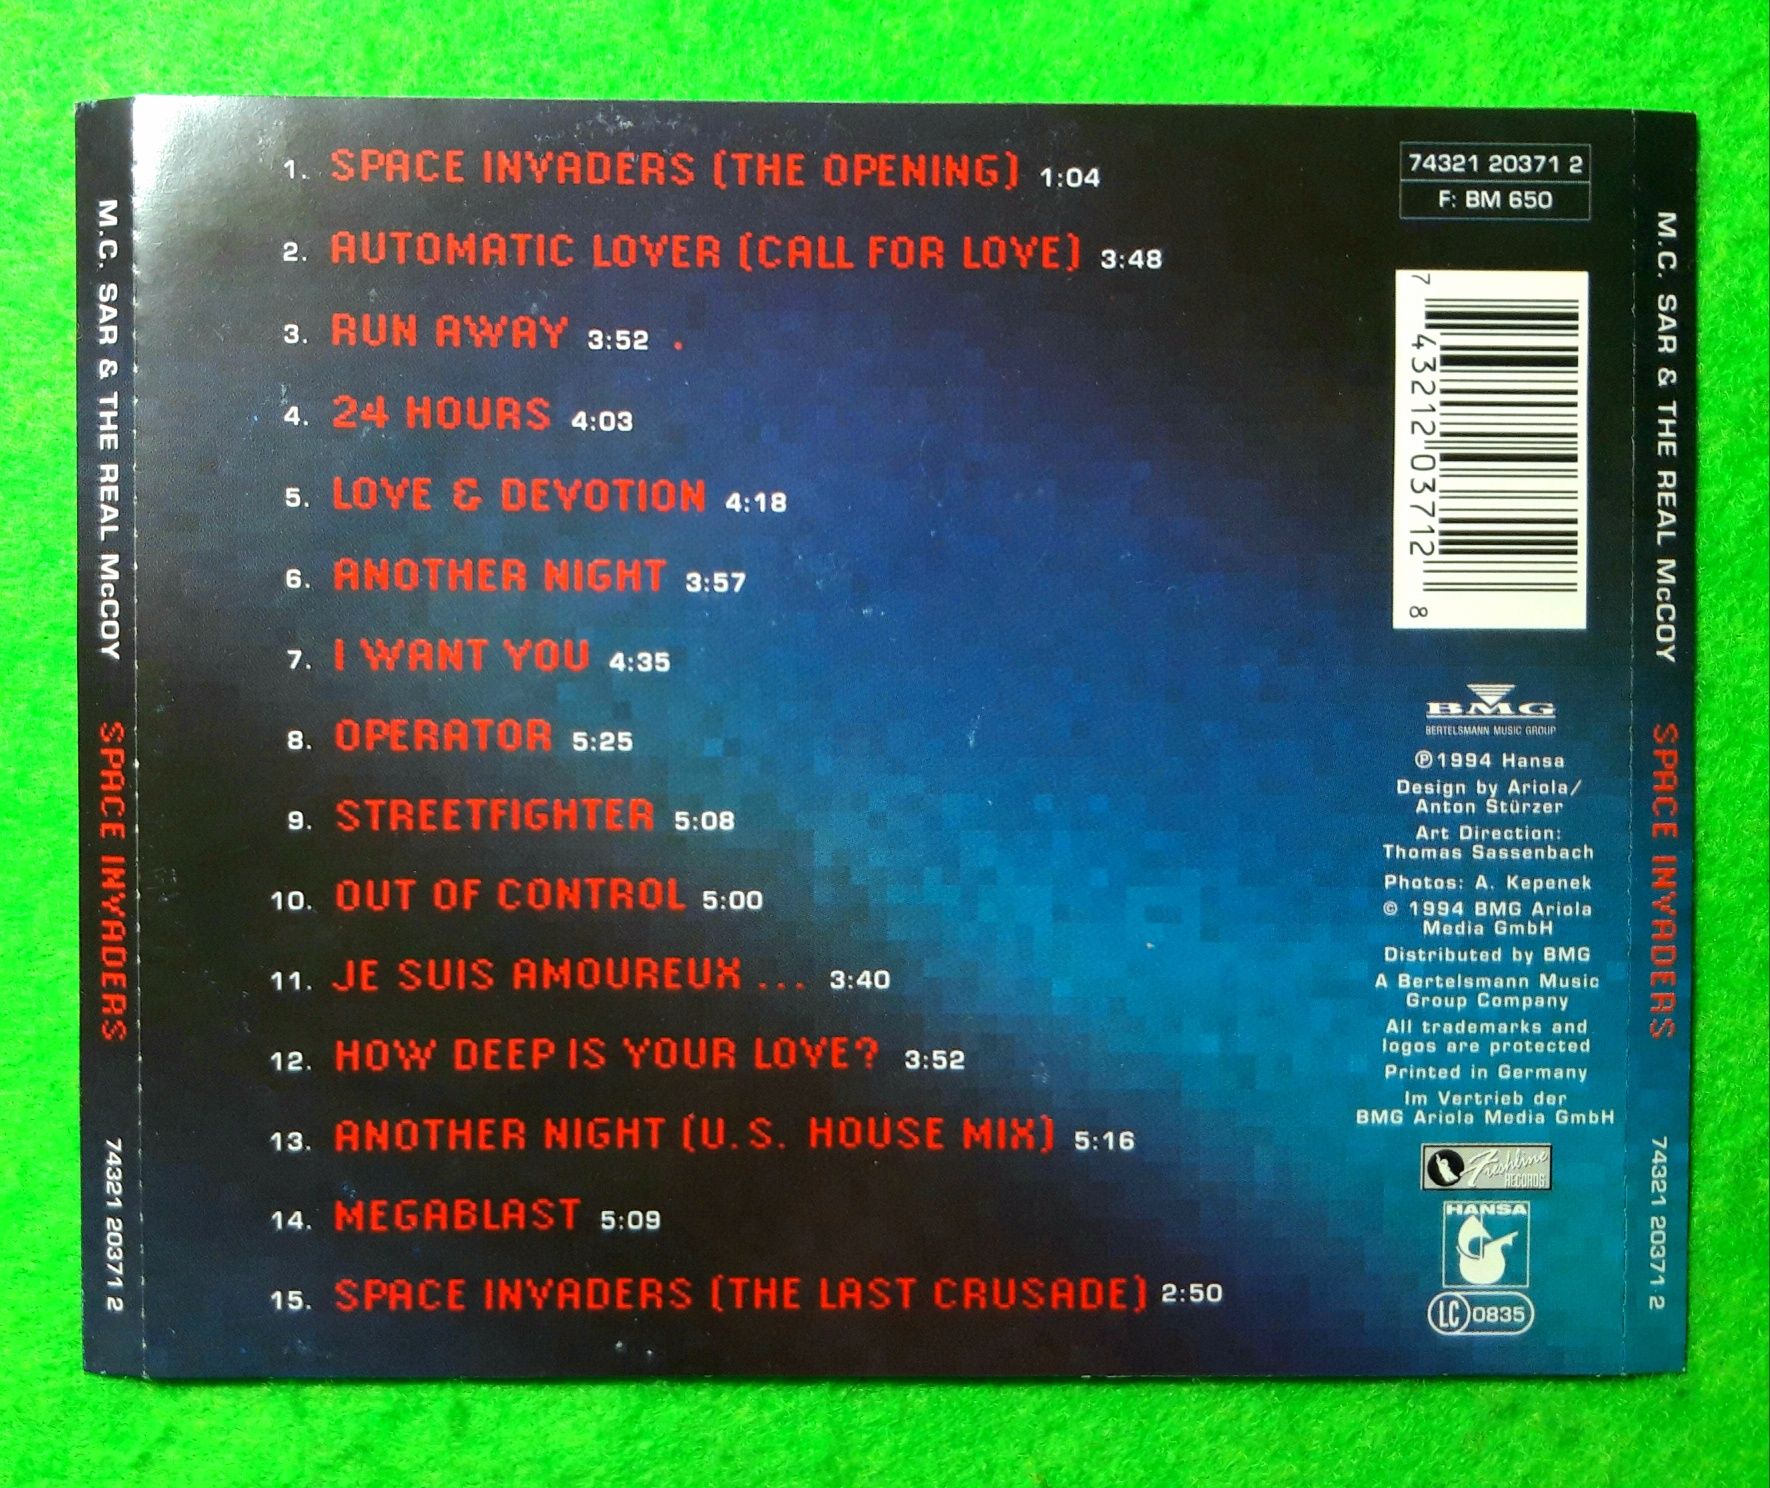 M.C. SAR & THE REAL McCOY SPACE INVADERS 74321 20371 2
1. SPACE INVADERS (THE OPENING) 1:04
2. AUTOMATIC LOVER (CALL FOR LOVE) 3:48
3. RUN AWAY 3:52 .
4. 24 HOURS 4:03
5. LOVE & DEVOTION 4:18
6. ANOTHER NIGHT 3:57
7. I WANT YOU 4:35
8. OPERATOR 5:25
9. STREETFIGHTER 5:08
10. OUT OF CONTROL 5:00
11. JE SUIS AMOUREUX ... 3:40
12. HOW DEEP IS YOUR LOVE? 3:52
13. ANOTHER NIGHT (U.S. HOUSE MIX) 5:16
14. MEGABLAST 5:09
15. SPACE INVADERS (THE LAST CRUSADE) 2:50
74321 20371 2
F: BM 650
7 43212 03712 8
BMG
BERTELSMANN MUSIC GROUP
℗1994 Hansa
Design by Ariola/
Anton Stürzer
Art Direction:
Thomas Sassenbach
Photos: A. Kepenek
© 1994 BMG Ariola
Media GmbH
Distributed by BMG
A Bertelsmann Music
Group Company
All trademarks and
logos are protected
Printed in Germany
Im Vertrieb der
BMG Ariola Media GmbH
Freshline
RECORDS
HANSA
LC 0835
M.C. SAR & THE REAL McCOY SPACE INVADERS 74321 20371 2